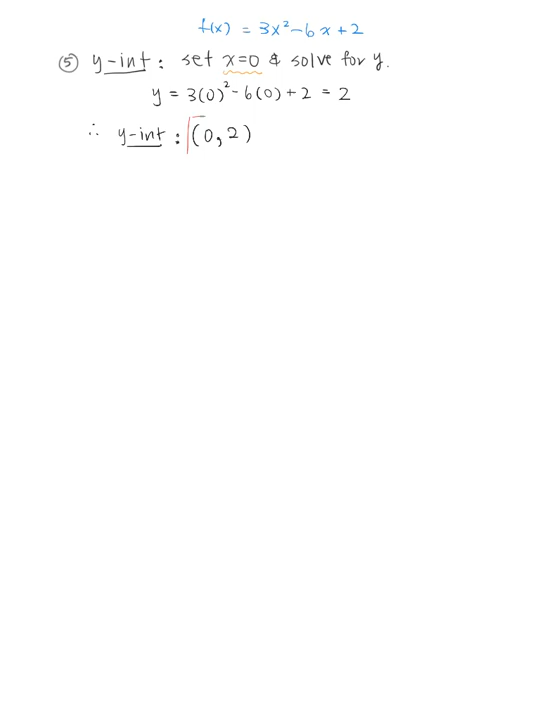 f(x) = 3x² - 6x + 2
⑤ y-int : set x=0 & solve for y.
y = 3(0)² - 6(0) + 2 = 2
∴ y-int : (0, 2)